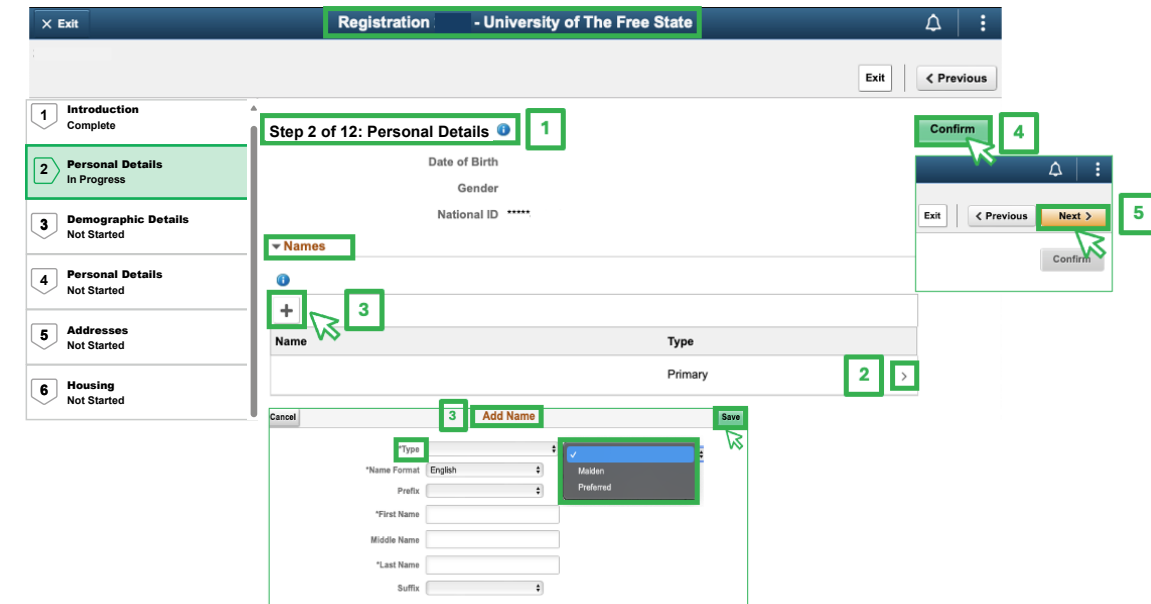 × Exit
Registration - University of The Free State
Exit
< Previous
1 Introduction
Complete
2 Personal Details
In Progress
3 Demographic Details
Not Started
4 Personal Details
Not Started
5 Addresses
Not Started
6 Housing
Not Started
Step 2 of 12: Personal Details i
1
Date of Birth
Gender
National ID *****
Confirm
4
Exit
< Previous
Next >
5
Confirm
Names
i
+
3
Name Type
Primary
2
>
Cancel
3
Add Name
Save
*Type
✓
Maiden
Preferred
*Name Format English
Prefix
*First Name
Middle Name
*Last Name
Suffix